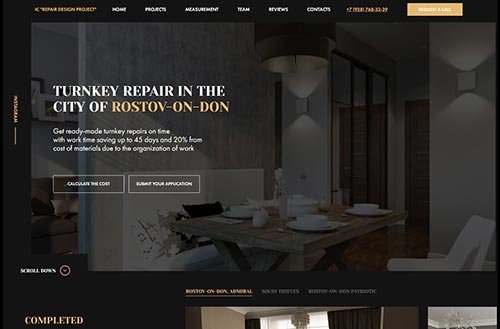 IC "REPAIR DESIGN PROJECT"
HOME
PROJECTS
MEASUREMENT
TEAM
REVIEWS
CONTACTS
+7 (928) 768-32-39
REQUEST A CALL
INSTAGRAM
TURNKEY REPAIR IN THE
CITY OF ROSTOV-ON-DON
Get ready-made turnkey repairs on time
with work time saving up to 45 days and 20% from
cost of materials due to the organization of work
CALCULATE THE COST
SUBMIT YOUR APPLICATION
SCROLL DOWN
ROSTOV-ON-DON, ADMIRAL
SOCHI THIEVES
ROSTOV-ON-DON PATRIOTIC
COMPLETED